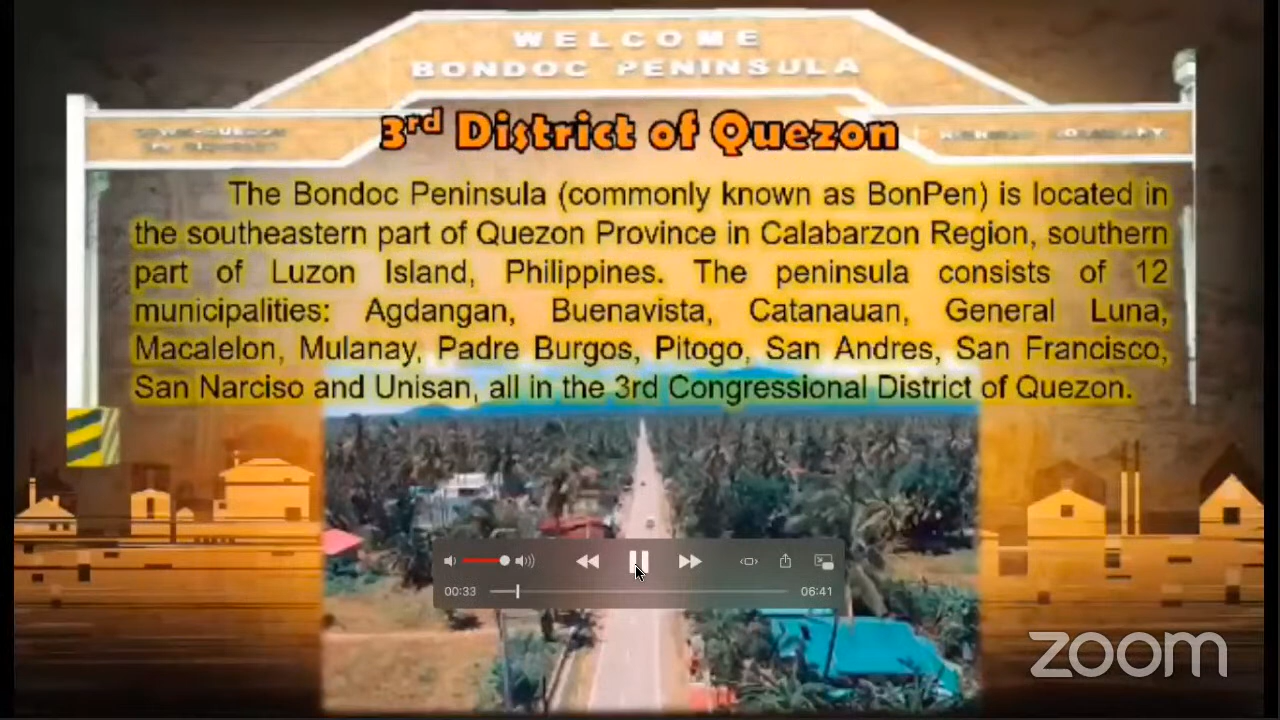 WELCOME
BONDOC PENINSULA
3rd District of Quezon
The Bondoc Peninsula (commonly known as BonPen) is located in
the southeastern part of Quezon Province in Calabarzon Region, southern
part of Luzon Island, Philippines. The peninsula consists of 12
municipalities: Agdangan, Buenavista, Catanauan, General Luna,
Macalelon, Mulanay, Padre Burgos, Pitogo, San Andres, San Francisco,
San Narciso and Unisan, all in the 3rd Congressional District of Quezon.
00:33
06:41
zoom